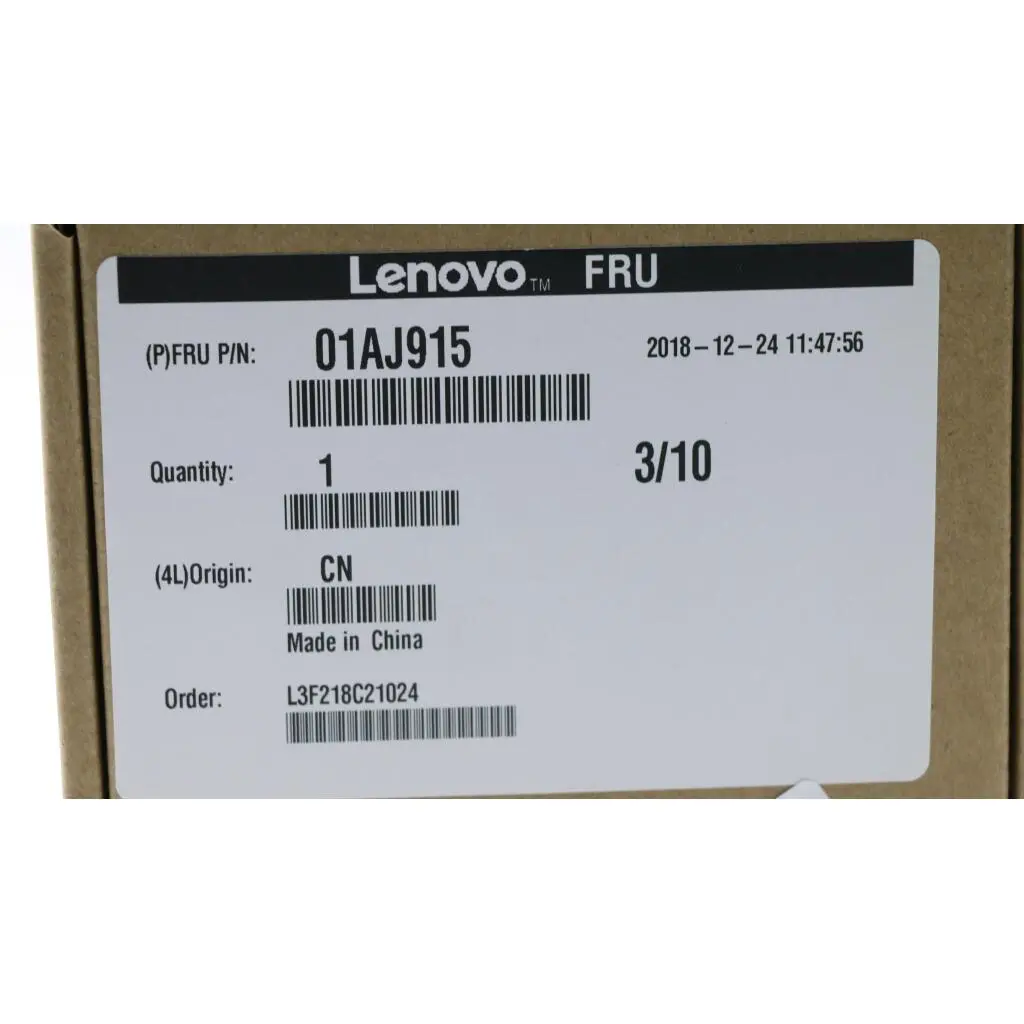 Lenovo™ FRU
(P)FRU P/N: 01AJ915 2018-12-24 11:47:56
Quantity: 1 3/10
(4L)Origin: CN
Made in China
Order: L3F218C21024